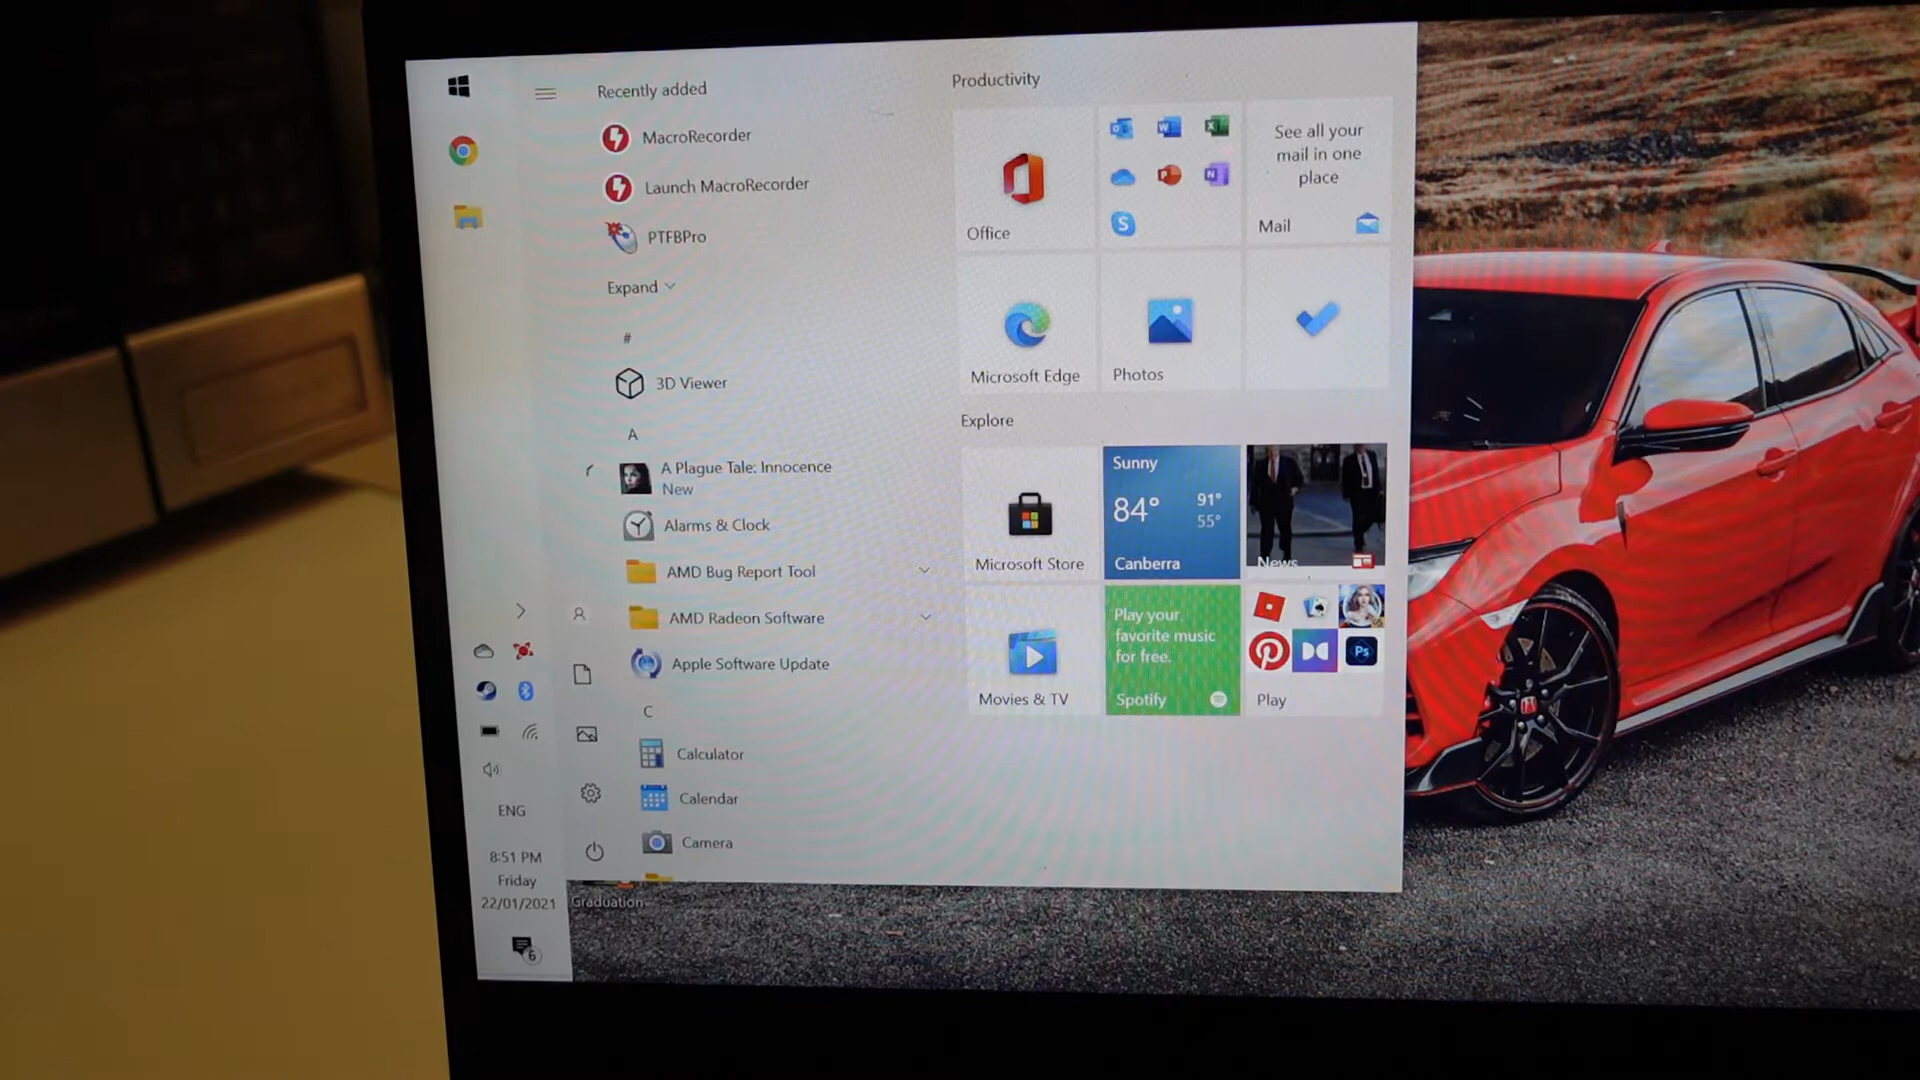 Recently added
MacroRecorder
Launch MacroRecorder
PTFBPro
Expand
#
3D Viewer
A
A Plague Tale: Innocence
New
Alarms & Clock
AMD Bug Report Tool
AMD Radeon Software
Apple Software Update
C
Calculator
Calendar
Camera
Productivity
Office
See all your
mail in one
place
Mail
Microsoft Edge
Photos
Explore
Microsoft Store
Sunny
84°
91°
55°
Canberra
News
Movies & TV
Play your
favorite music
for free.
Spotify
Ps
Play
ENG
8:51 PM
Friday
22/01/2021
6
Graduation